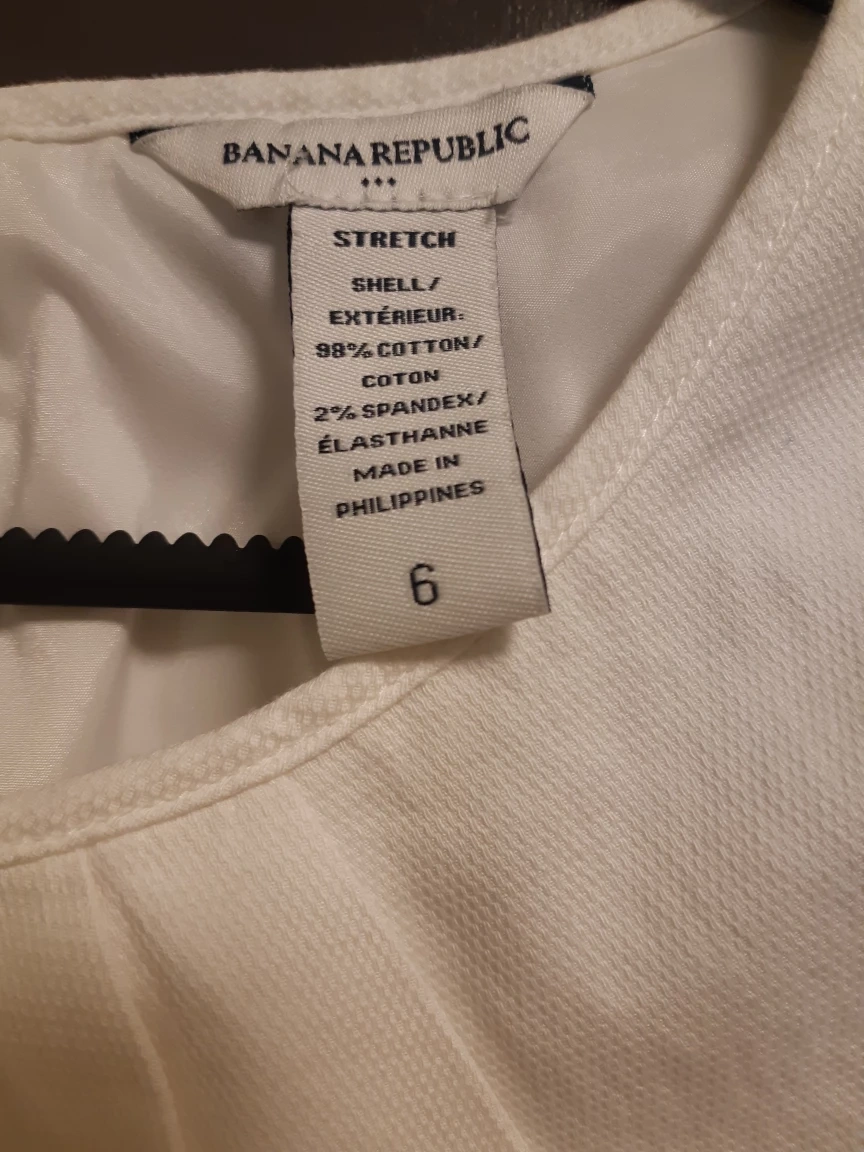 BANANA REPUBLIC
STRETCH
SHELL/
EXTÉRIEUR:
98% COTTON/
COTON
2% SPANDEX/
ÉLASTHANNE
MADE IN
PHILIPPINES
6